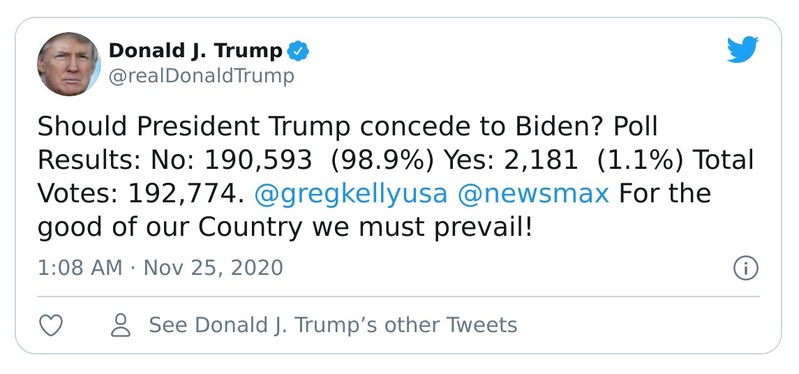 Donald J. Trump
@realDonaldTrump
Should President Trump concede to Biden? Poll
Results: No: 190,593  (98.9%) Yes: 2,181  (1.1%) Total
Votes: 192,774. @gregkellyusa @newsmax For the
good of our Country we must prevail!
1:08 AM · Nov 25, 2020
See Donald J. Trump’s other Tweets